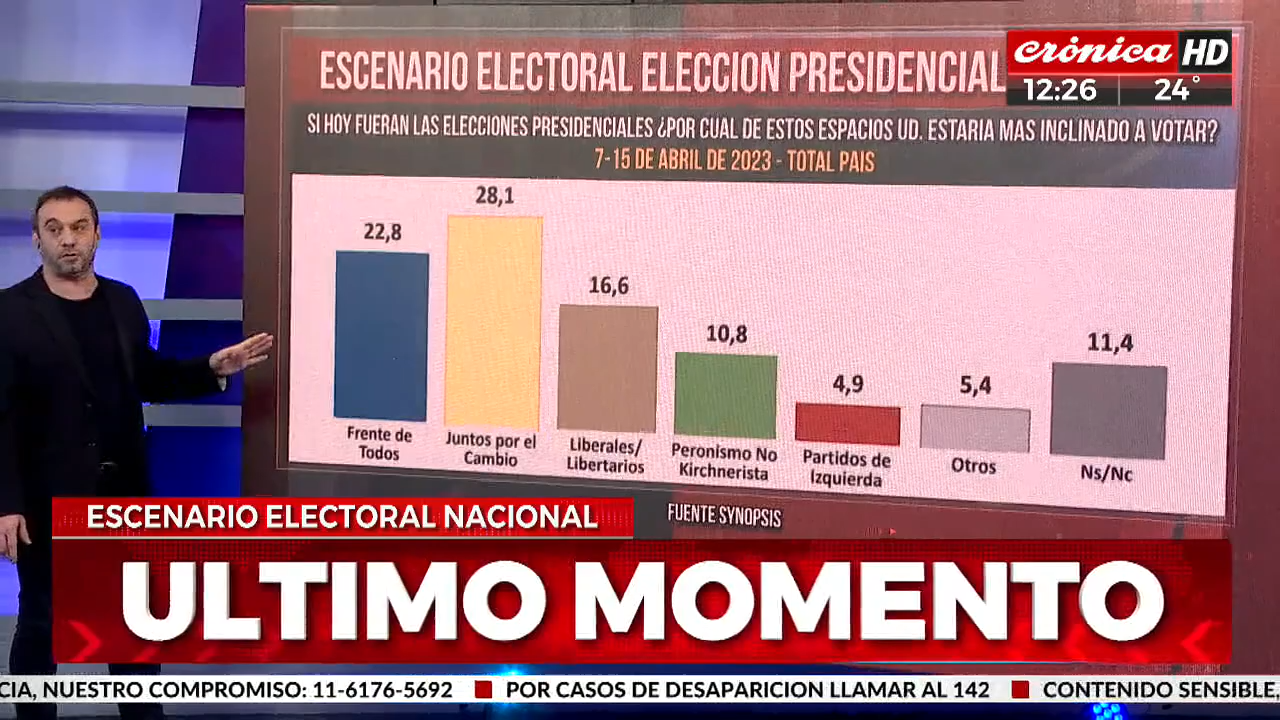 crónica HD
12:26 24°
ESCENARIO ELECTORAL ELECCION PRESIDENCIAL
SI HOY FUERAN LAS ELECCIONES PRESIDENCIALES ¿POR CUAL DE ESTOS ESPACIOS UD. ESTARIA MAS INCLINADO A VOTAR?
7-15 DE ABRIL DE 2023 - TOTAL PAIS
22,8
28,1
16,6
10,8
4,9
5,4
11,4
Frente de
Todos
Juntos por el
Cambio
Liberales/
Libertarios
Peronismo No
Kirchnerista
Partidos de
Izquierda
Otros
Ns/Nc
FUENTE SYNOPSIS
ESCENARIO ELECTORAL NACIONAL
ULTIMO MOMENTO
CIA, NUESTRO COMPROMISO: 11-6176-5692 POR CASOS DE DESAPARICION LLAMAR AL 142 CONTENIDO SENSIBLE,